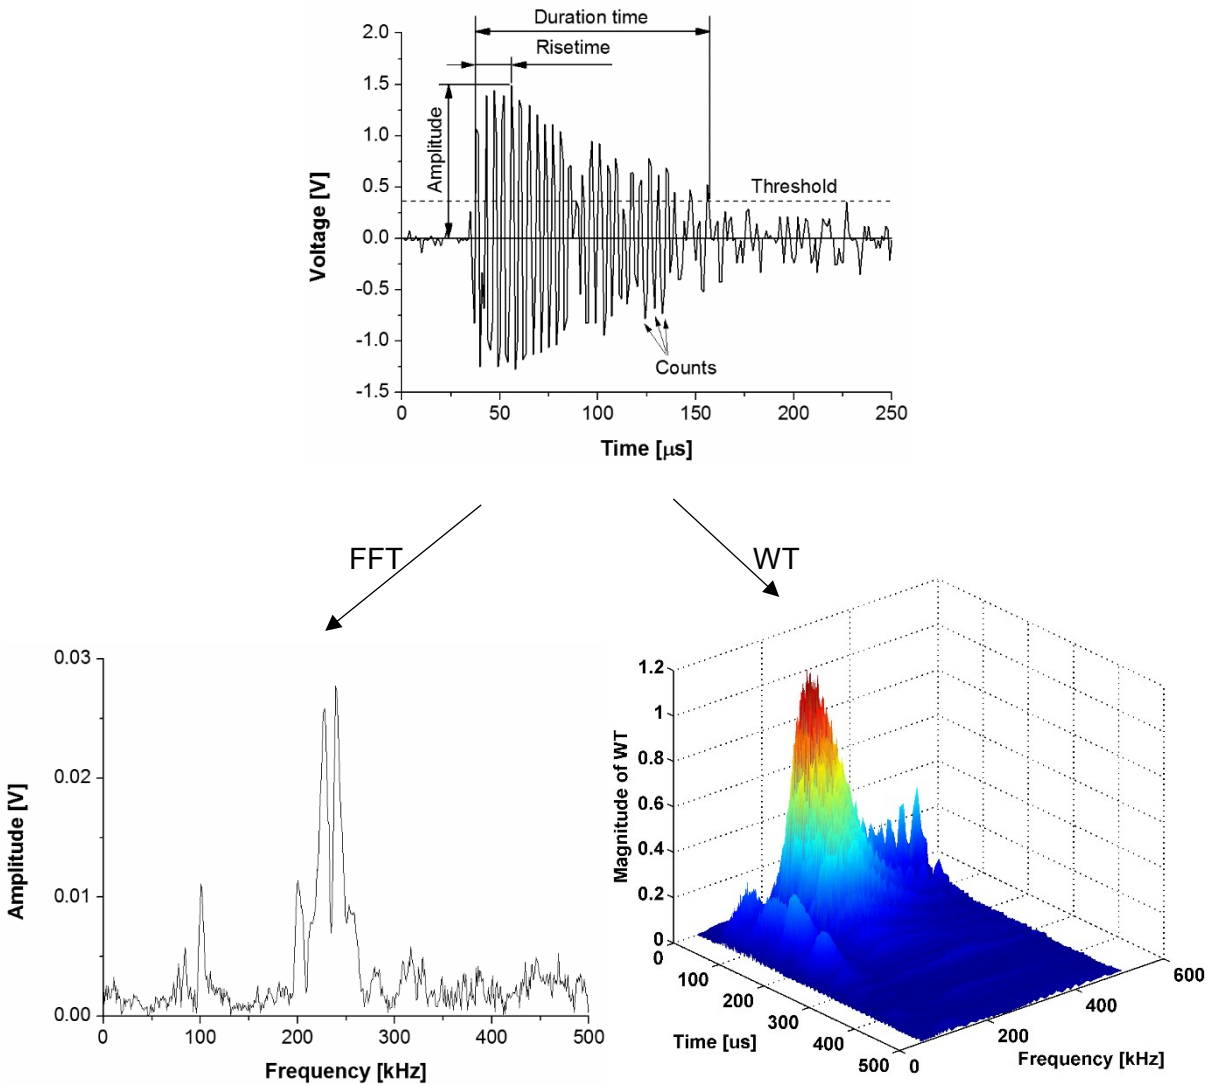 Duration time
Risetime
Amplitude
Threshold
Counts
2.0
1.5
1.0
0.5
0.0
-0.5
-1.0
-1.5
Voltage [V]
0 50 100 150 200 250
Time [μs]
FFT
WT
0.03
0.02
0.01
0.00
Amplitude [V]
0 100 200 300 400 500
Frequency [kHz]
1.2
1
0.8
0.6
0.4
0.2
0
Magnitude of WT
0 100 200 300 400 500
Time [us]
0 200 400 600
Frequency [kHz]